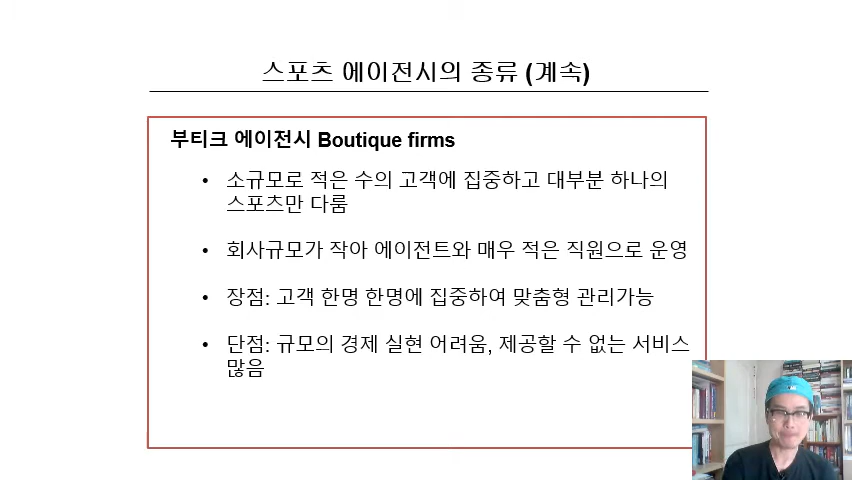 스포츠 에이전시의 종류 (계속)
부티크 에이전시 Boutique firms
• 소규모로 적은 수의 고객에 집중하고 대부분 하나의
스포츠만 다룸
• 회사규모가 작아 에이전트와 매우 적은 직원으로 운영
• 장점: 고객 한명 한명에 집중하여 맞춤형 관리가능
• 단점: 규모의 경제 실현 어려움, 제공할 수 없는 서비스
많음